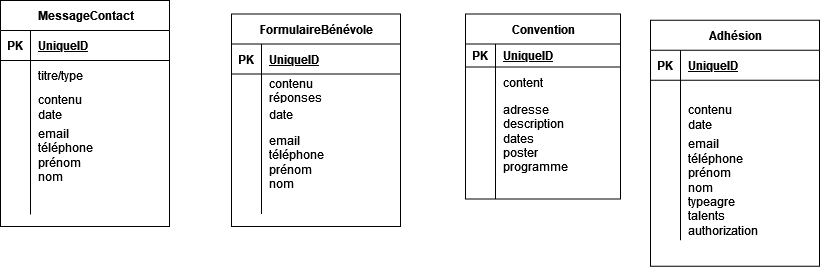 MessageContact
PK UniqueID
titre/type
contenu
date
email
téléphone
prénom
nom
FormulaireBénévole
PK UniqueID
contenu
réponses
date
email
téléphone
prénom
nom
Convention
PK UniqueID
content
adresse
description
dates
poster
programme
Adhésion
PK UniqueID
contenu
date
email
téléphone
prénom
nom
typeagre
talents
authorization